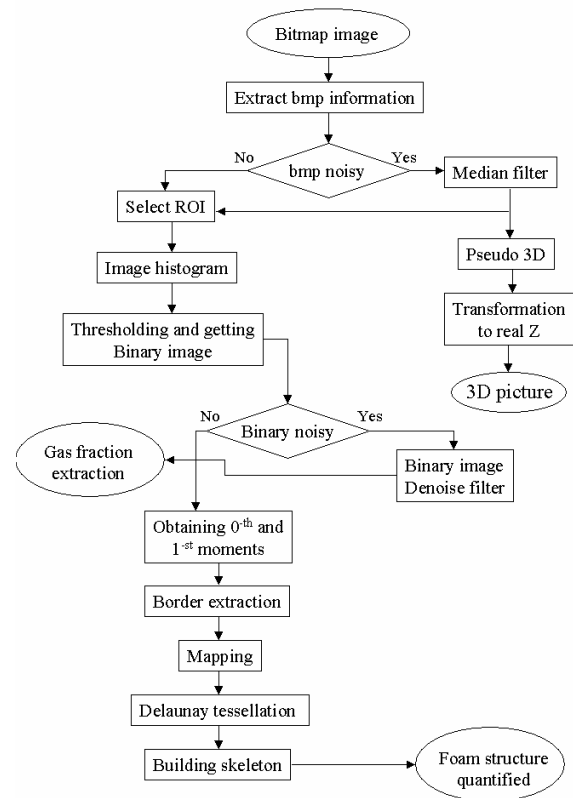 Bitmap image
Extract bmp information
No
Yes
bmp noisy
Median filter
Select ROI
Pseudo 3D
Image histogram
Transformation
to real Z
Thresholding and getting
Binary image
3D picture
No
Yes
Binary noisy
Gas fraction
extraction
Binary image
Denoise filter
Obtaining 0-th and
1-st moments
Border extraction
Mapping
Delaunay tessellation
Building skeleton
Foam structure
quantified